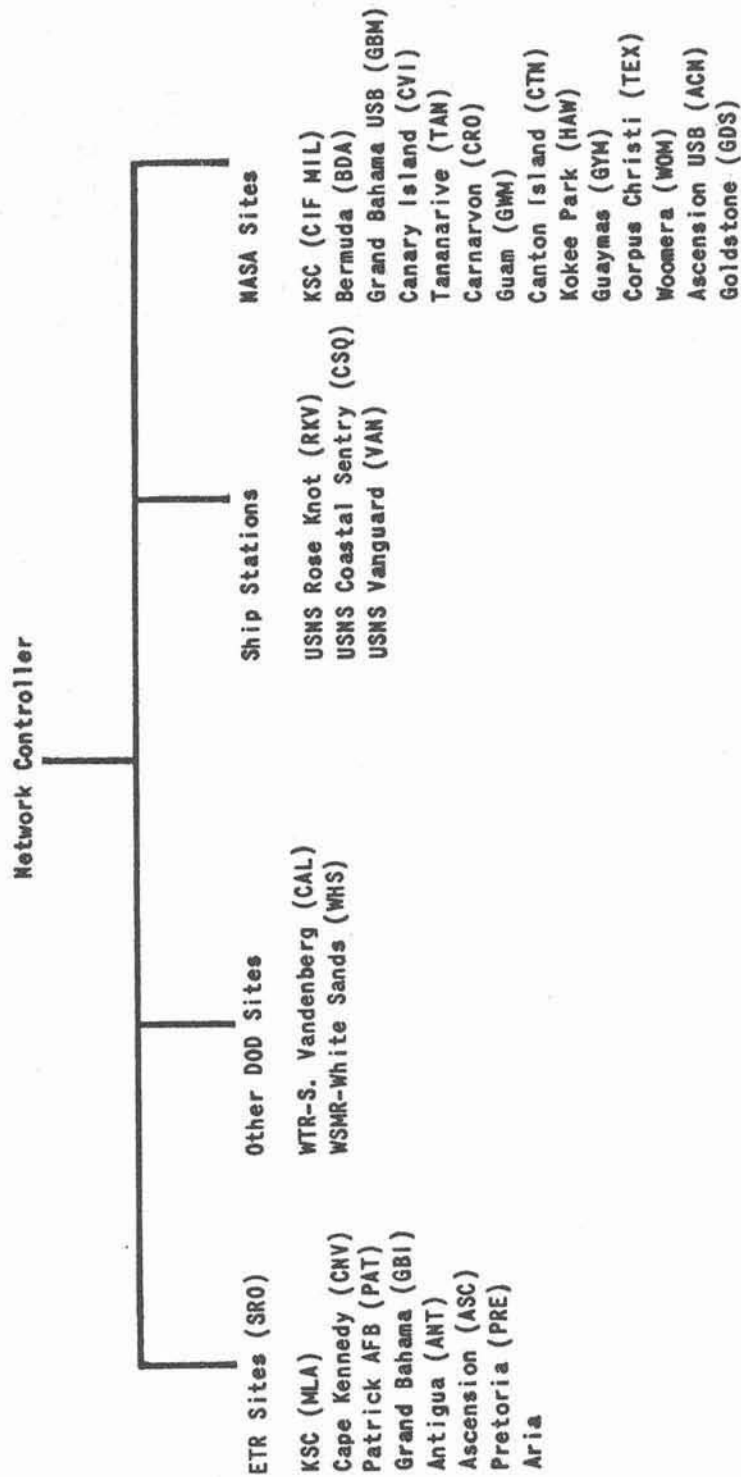 Network Controller
ETR Sites (SRO)
KSC (MLA)
Cape Kennedy (CNV)
Patrick AFB (PAT)
Grand Bahama (GBI)
Antigua (ANT)
Ascension (ASC)
Pretoria (PRE)
Aria
Other DOD Sites
WTR-S. Vandenberg (CAL)
WSMR-White Sands (WHS)
Ship Stations
USNS Rose Knot (RKV)
USNS Coastal Sentry (CSQ)
USNS Vanguard (VAN)
NASA Sites
KSC (CIF MIL)
Bermuda (BDA)
Grand Bahama USB (GBM)
Canary Island (CVI)
Tananarive (TAN)
Carnarvon (CRO)
Guam (GWM)
Canton Island (CTN)
Kokee Park (HAW)
Guaymas (GYM)
Corpus Christi (TEX)
Woomera (WOM)
Ascension USB (ACN)
Goldstone (GDS)